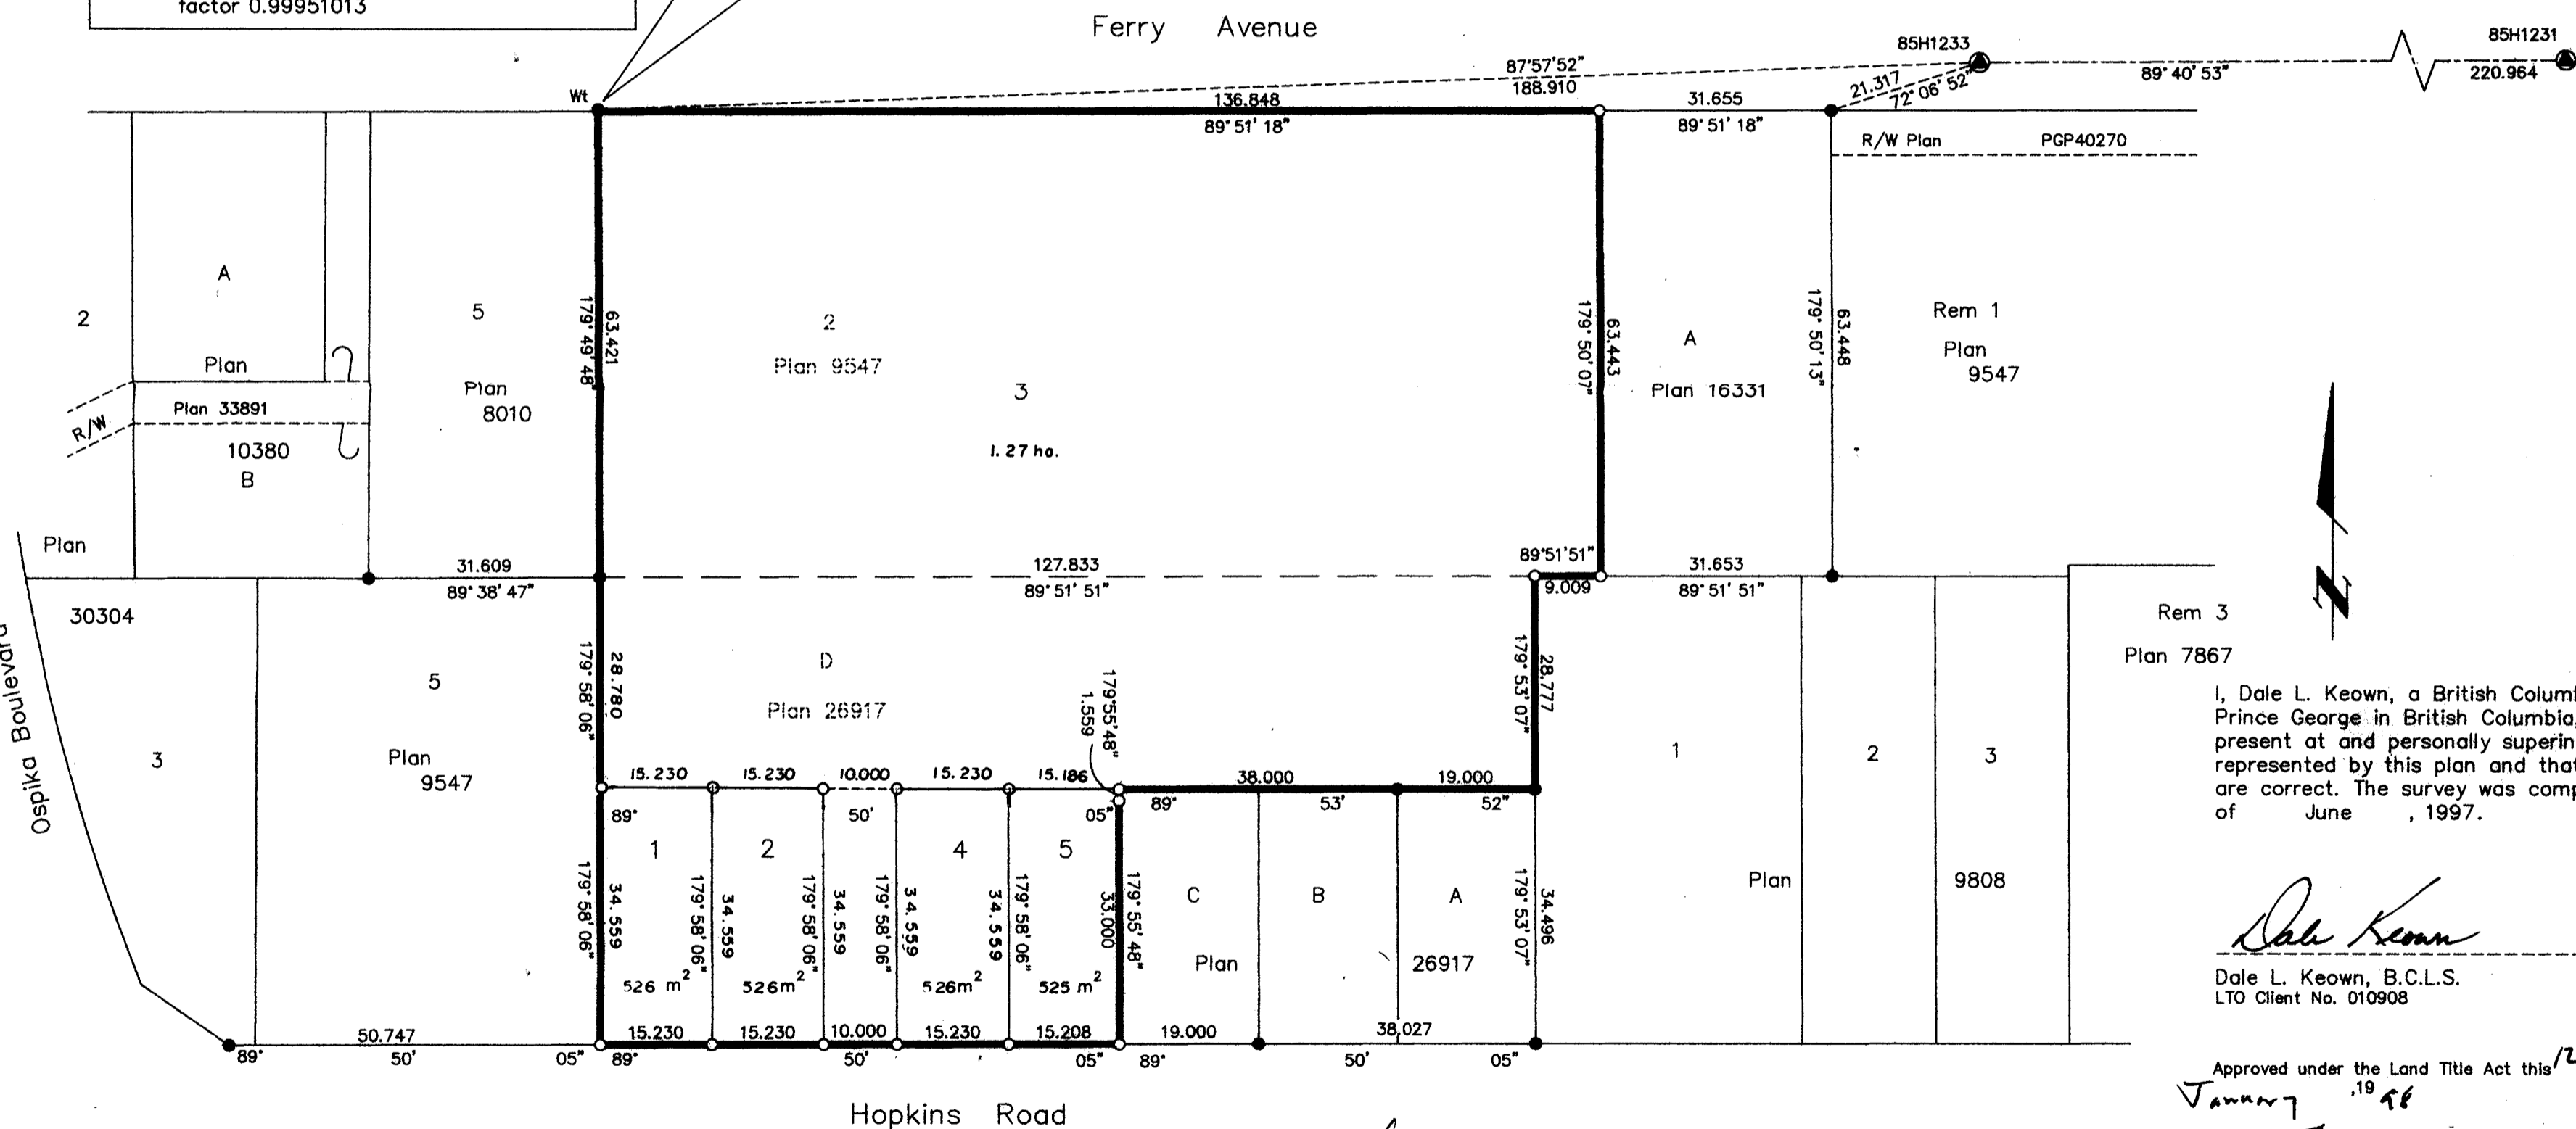 factor 0.99951013
Ferry Avenue
85H1233
85H1231
87°57'52"
188.910
21.317
72°06'52"
89°40'53"
220.964
Wt
136.848
89°51'18"
31.655
89°51'18"
R/W Plan PGP40270
A
2
5
Plan
Plan
8010
R/W
Plan 33891
10380
B
Plan
179°49'48"
63.421
2
Plan 9547
3
1.27 ha.
179°50'07"
63.443
A
Plan 16331
179°50'13"
63.448
Rem 1
Plan
9547
31.609
89°38'47"
127.833
89°51'51"
89°51'51"
9.009
31.653
89°51'51"
30304
Ospika Boulevard
3
5
Plan
9547
179°58'06"
28.780
D
Plan 26917
179°55'48"
1.559
179°53'07"
28.777
Rem 3
Plan 7867
1
2
3
Plan 9808
15.230 15.230 10.000 15.230 15.186
38.000 19.000
89° 50' 05"
89° 53' 52"
1
2
4
5
179°58'06"
34.559
179°58'06"
34.559
179°58'06"
34.559
179°58'06"
34.559
34.559
179°58'06"
33.000
179°55'48"
526 m²
526m²
526m²
525 m²
C
B
A
Plan 26917
179°53'07"
34.496
50.747
89° 50' 05"
15.230 15.230 10.000 15.230 15.208
89° 50' 05"
19.000 38.027
89° 50' 05"
Hopkins Road
N
I, Dale L. Keown, a British Colum
Prince George in British Columbia,
present at and personally superin
represented by this plan and that
are correct. The survey was comp
of June , 1997.
Dale Keown
Dale L. Keown, B.C.L.S.
LTO Client No. 010908
Approved under the Land Title Act this 12
January ,19 98